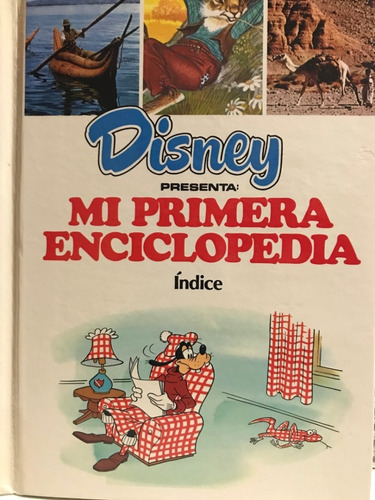 Disney
PRESENTA:
MI PRIMERA
ENCICLOPEDIA
Índice